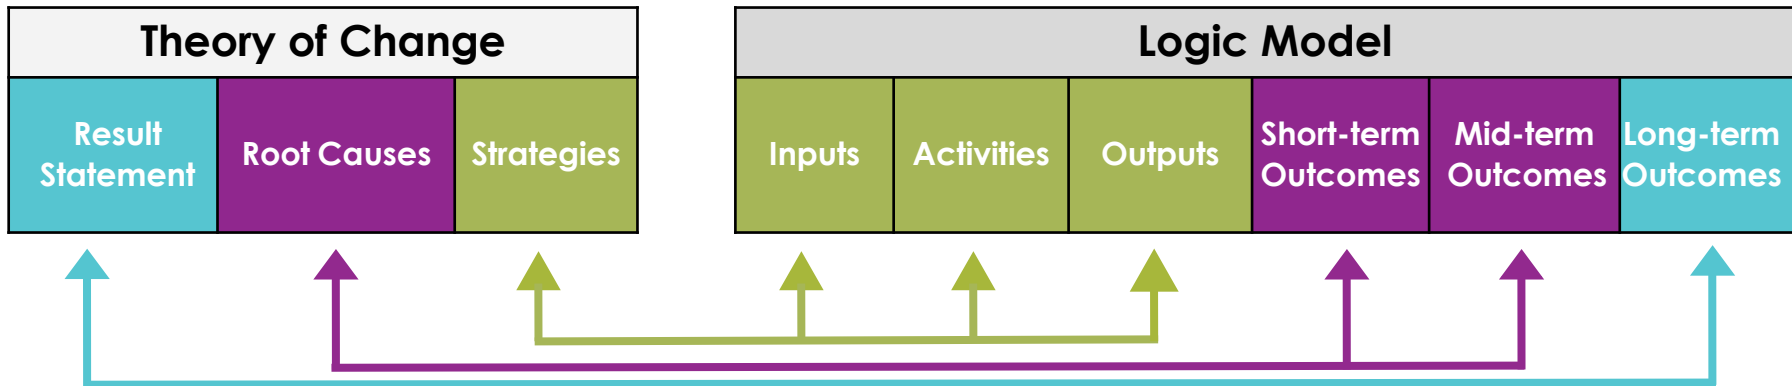 Theory of Change
Logic Model
Result
Statement
Root Causes
Strategies
Inputs
Activities
Outputs
Short-term
Outcomes
Mid-term
Outcomes
Long-term
Outcomes